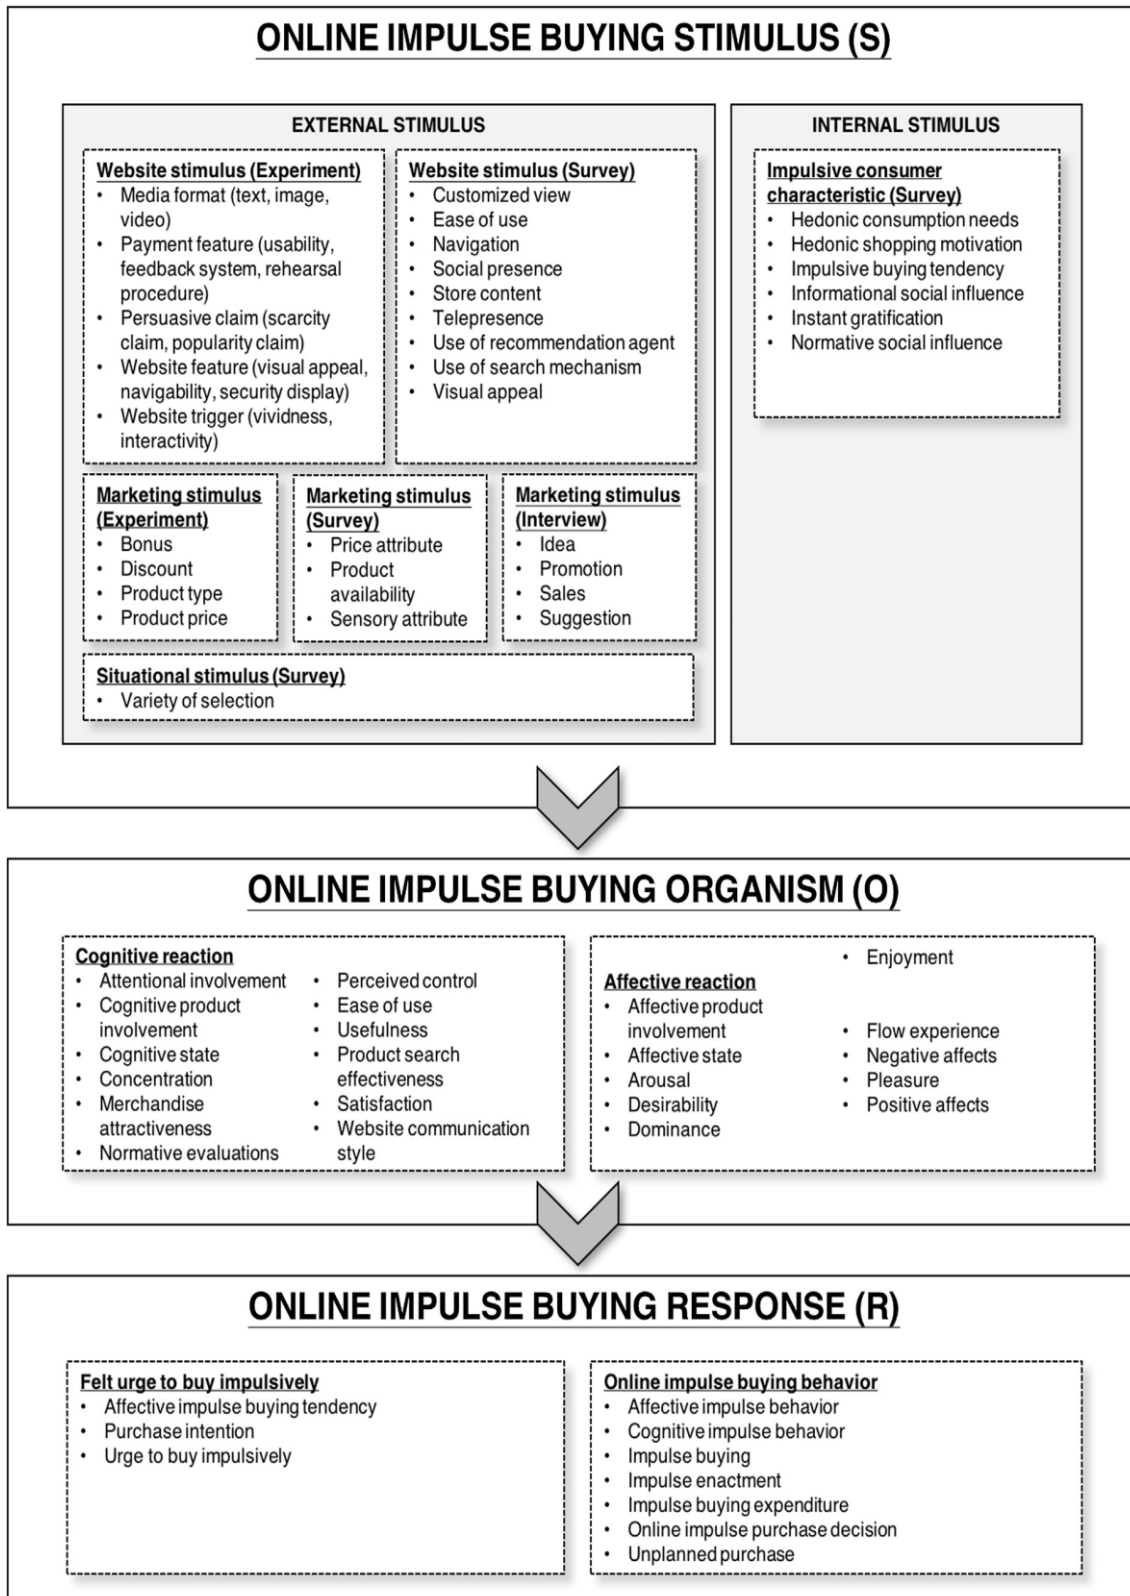 ONLINE IMPULSE BUYING STIMULUS (S)
EXTERNAL STIMULUS
Website stimulus (Experiment)
• Media format (text, image,
video)
• Payment feature (usability,
feedback system, rehearsal
procedure)
• Persuasive claim (scarcity
claim, popularity claim)
• Website feature (visual appeal,
navigability, security display)
• Website trigger (vividness,
interactivity)
Website stimulus (Survey)
• Customized view
• Ease of use
• Navigation
• Social presence
• Store content
• Telepresence
• Use of recommendation agent
• Use of search mechanism
• Visual appeal
Marketing stimulus
(Experiment)
• Bonus
• Discount
• Product type
• Product price
Marketing stimulus
(Survey)
• Price attribute
• Product
availability
• Sensory attribute
Marketing stimulus
(Interview)
• Idea
• Promotion
• Sales
• Suggestion
Situational stimulus (Survey)
• Variety of selection
INTERNAL STIMULUS
Impulsive consumer
characteristic (Survey)
• Hedonic consumption needs
• Hedonic shopping motivation
• Impulsive buying tendency
• Informational social influence
• Instant gratification
• Normative social influence
ONLINE IMPULSE BUYING ORGANISM (O)
Cognitive reaction
• Attentional involvement
• Cognitive product
involvement
• Cognitive state
• Concentration
• Merchandise
attractiveness
• Normative evaluations
• Perceived control
• Ease of use
• Usefulness
• Product search
effectiveness
• Satisfaction
• Website communication
style
Affective reaction
• Affective product
involvement
• Affective state
• Arousal
• Desirability
• Dominance
• Enjoyment
• Flow experience
• Negative affects
• Pleasure
• Positive affects
ONLINE IMPULSE BUYING RESPONSE (R)
Felt urge to buy impulsively
• Affective impulse buying tendency
• Purchase intention
• Urge to buy impulsively
Online impulse buying behavior
• Affective impulse behavior
• Cognitive impulse behavior
• Impulse buying
• Impulse enactment
• Impulse buying expenditure
• Online impulse purchase decision
• Unplanned purchase